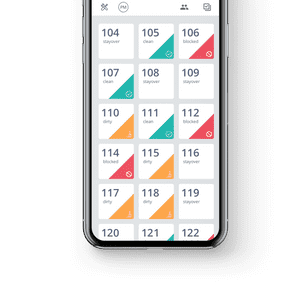 PM
104 105 106
stayover clean blocked
107 108 109
clean stayover stayover
110 111 112
dirty clean blocked
114 115 116
blocked dirty stayover
117 118 119
dirty dirty stayover
120 121 122